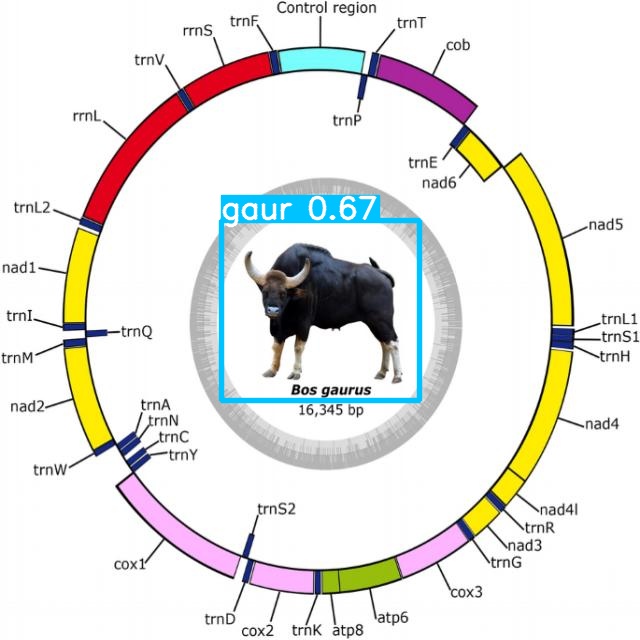 Control region
trnF
trnT
rrnS
cob
trnV
trnP
rrnL
trnE
nad6
gaur 0.67
trnL2
nad5
nad1
trnI
trnQ
trnL1
trnS1
trnM
trnH
Bos gaurus
16,345 bp
nad2
trnA
trnN
nad4
trnC
trnY
trnW
trnS2
nad4l
trnR
nad3
cox1
trnG
cox3
trnD
cox2
trnK
atp8
atp6